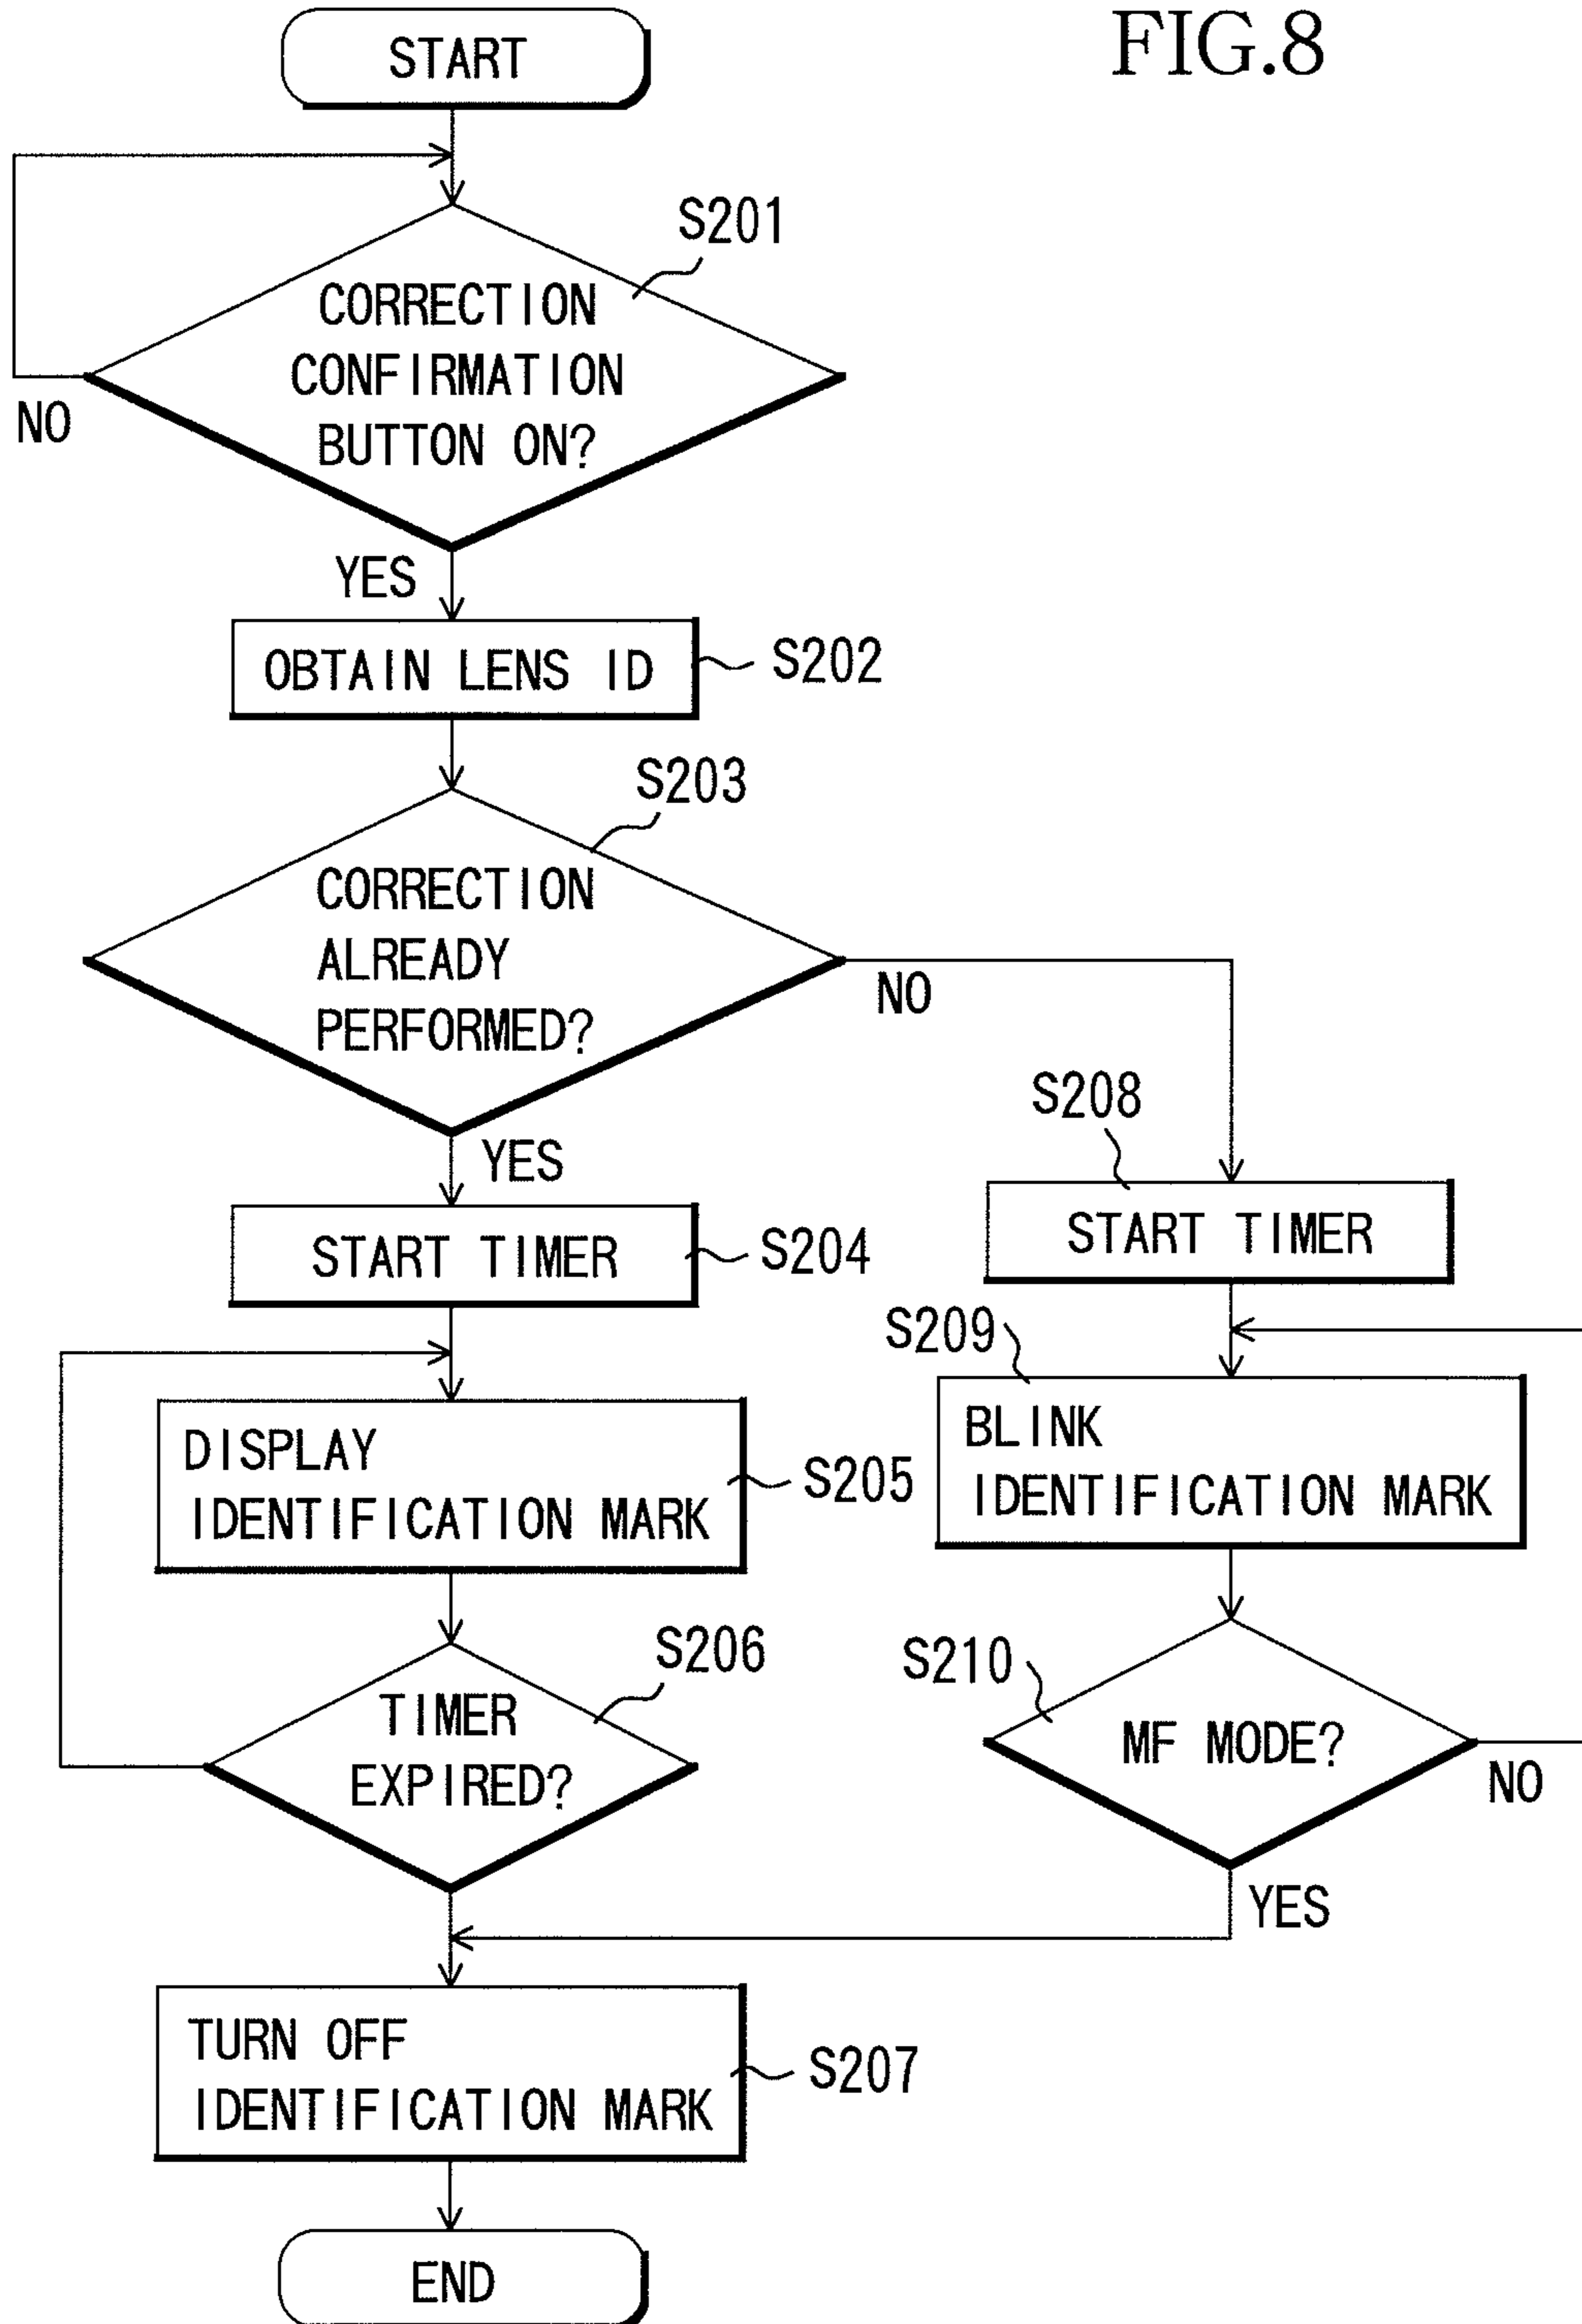 FIG.8
START
S201
CORRECTION
CONFIRMATION
BUTTON ON?
NO
YES
OBTAIN LENS ID
S202
S203
CORRECTION
ALREADY
PERFORMED?
NO
YES
S208
START TIMER
S204
START TIMER
S209
DISPLAY
IDENTIFICATION MARK
S205
BLINK
IDENTIFICATION MARK
S206
TIMER
EXPIRED?
S210
MF MODE?
NO
YES
TURN OFF
IDENTIFICATION MARK
S207
END